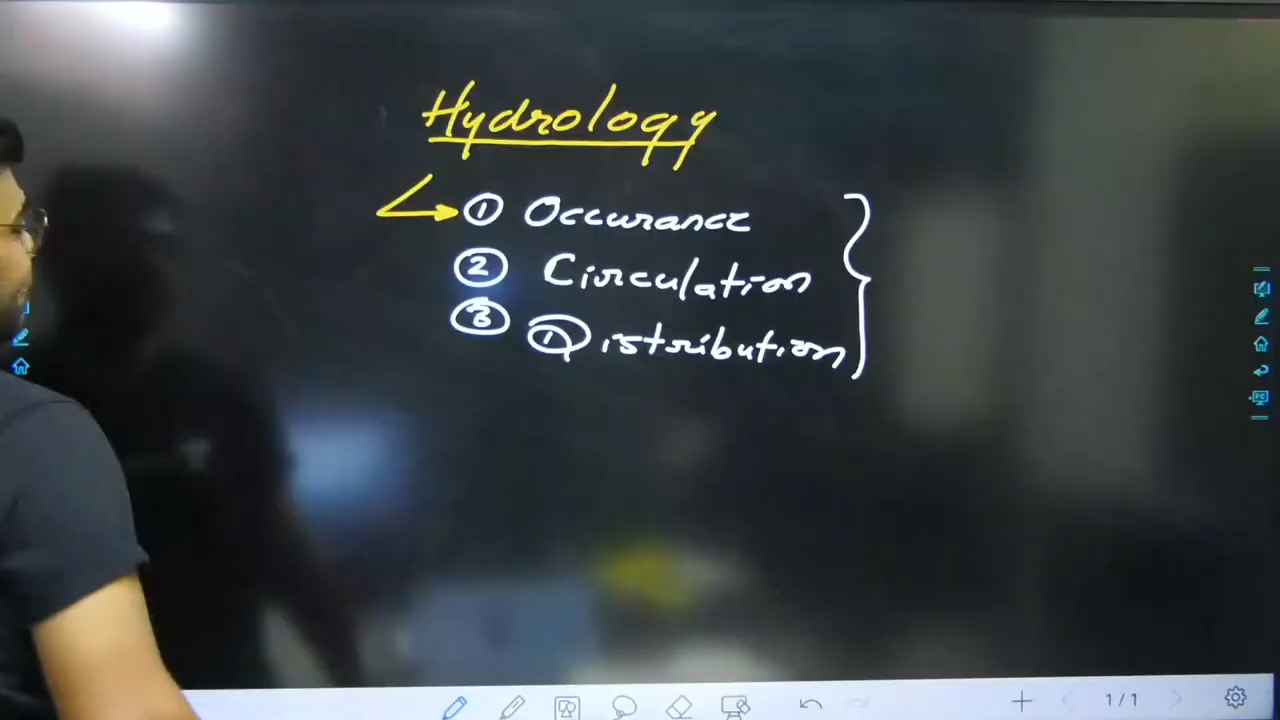 Hydrology
① Occurance
② Circulation
③ Distribution
1/1